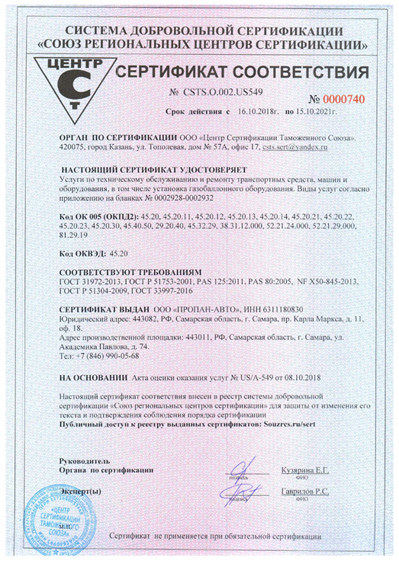 СИСТЕМА ДОБРОВОЛЬНОЙ СЕРТИФИКАЦИИ
«СОЮЗ РЕГИОНАЛЬНЫХ ЦЕНТРОВ СЕРТИФИКАЦИИ»
ЦЕНТР
С
Т
СЕРТИФИКАТ СООТВЕТСТВИЯ
№ CSTS.O.002.US549
№ 0000740
Срок действия с 16.10.2018г. по 15.10.2021г.
ОРГАН ПО СЕРТИФИКАЦИИ ООО «Центр Сертификации Таможенного Союза».
420075, город Казань, ул. Тополевая, дом № 57А, офис 17, csts.sert@yandex.ru
НАСТОЯЩИЙ СЕРТИФИКАТ УДОСТОВЕРЯЕТ
Услуги по техническому обслуживанию и ремонту транспортных средств, машин и
оборудования, в том числе установка газобаллонного оборудования. Виды услуг согласно
приложению на бланках № 0002928-0002932
Код ОК 005 (ОКПД2): 45.20, 45.20.11, 45.20.12, 45.20.13, 45.20.14, 45.20.21, 45.20.22,
45.20.23, 45.20.30, 45.40.50, 29.20.40, 45.32.29, 38.31.12.000, 52.21.24.000, 52.21.29.000,
81.29.19
Код ОКВЭД: 45.20
СООТВЕТСТВУЮТ ТРЕБОВАНИЯМ
ГОСТ 31972-2013, ГОСТ Р 51753-2001, PAS 125:2011, PAS 80:2005, NF X50-845-2013,
ГОСТ Р 51304-2009, ГОСТ 33997-2016
СЕРТИФИКАТ ВЫДАН ООО «ПРОПАН-АВТО», ИНН 6311180830
Юридический адрес: 443082, РФ, Самарская область, г. Самара, пр. Карла Маркса, д. 11,
оф. 18.
Адрес производственной площадки: 443011, РФ, Самарская область, г. Самара, ул.
Академика Павлова, д. 74.
Тел: +7 (846) 990-05-68
НА ОСНОВАНИИ Акта оценки оказания услуг № US/A-549 от 08.10.2018
Настоящий сертификат соответствия внесен в реестр системы добровольной
сертификации «Союз региональных центров сертификации» для защиты от изменения его
текста и подтверждения соблюдения порядка сертификации
Публичный доступ к реестру выданных сертификатов: Souzrcs.ru/sert
Руководитель
Органа по сертификации
Кузярина Е.Г.
подпись
ФИО
Эксперт(ы)
Гаврилов Р.С.
подпись
ФИО
«ЦЕНТР
СЕРТИФИКАЦИИ
ТАМОЖЕННОГО
СОЮЗА»
Сертификат не применяется при обязательной сертификации